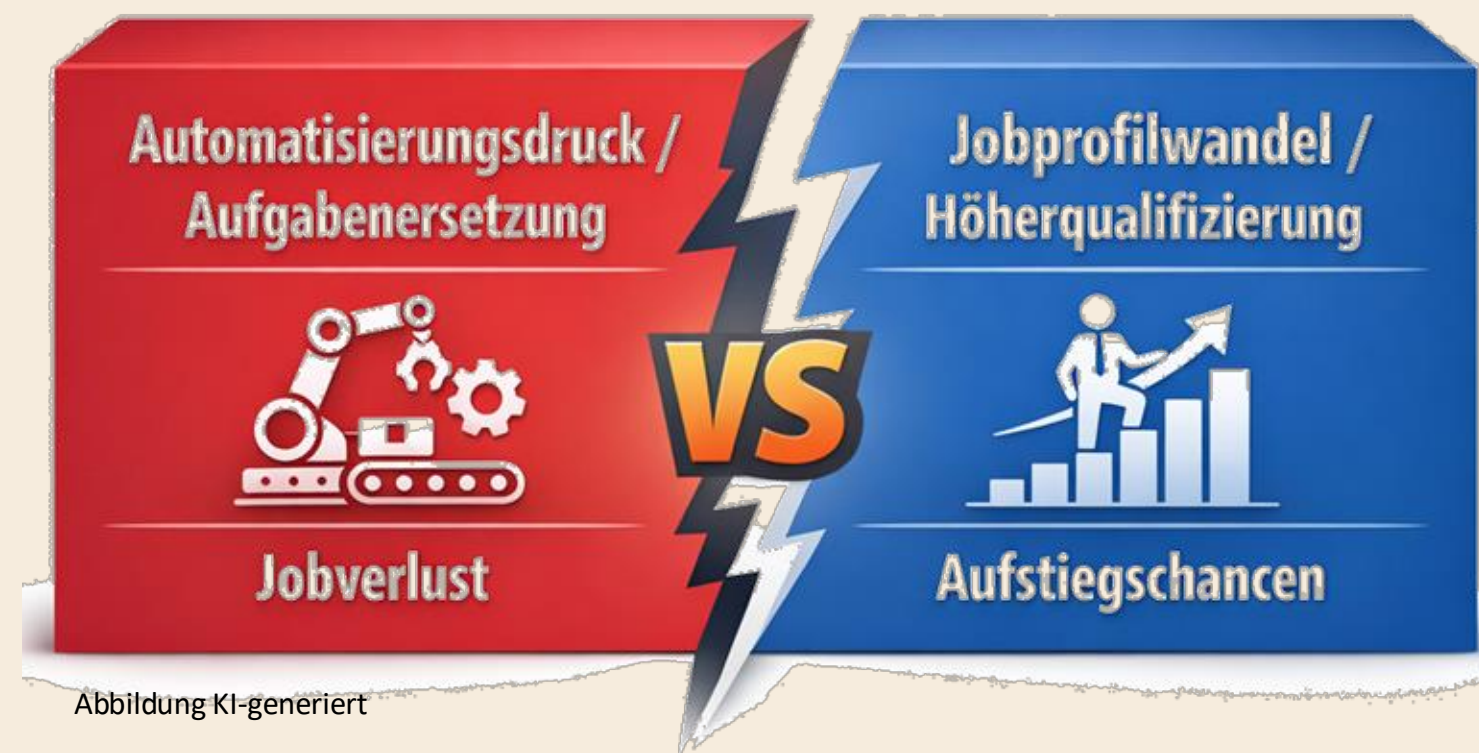 Automatisierungsdruck /
Aufgabenersetzung
Jobverlust
VS
Jobprofilwandel /
Höherqualifizierung
Aufstiegschancen
Abbildung KI-generiert